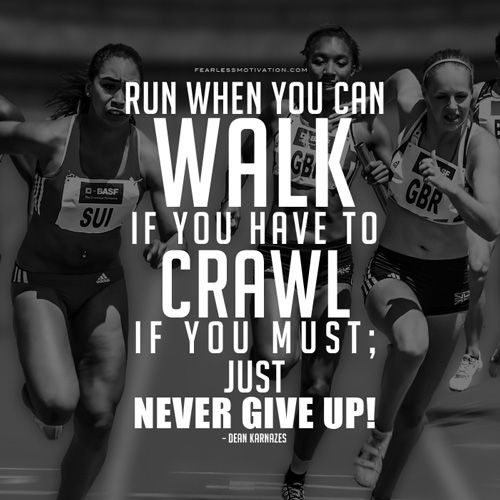 FEARLESSMOTIVATION.COM
RUN WHEN YOU CAN
WALK
IF YOU HAVE TO
CRAWL
IF YOU MUST;
JUST
NEVER GIVE UP!
- DEAN KARNAZES
BASF
SUI
GBR
GBR